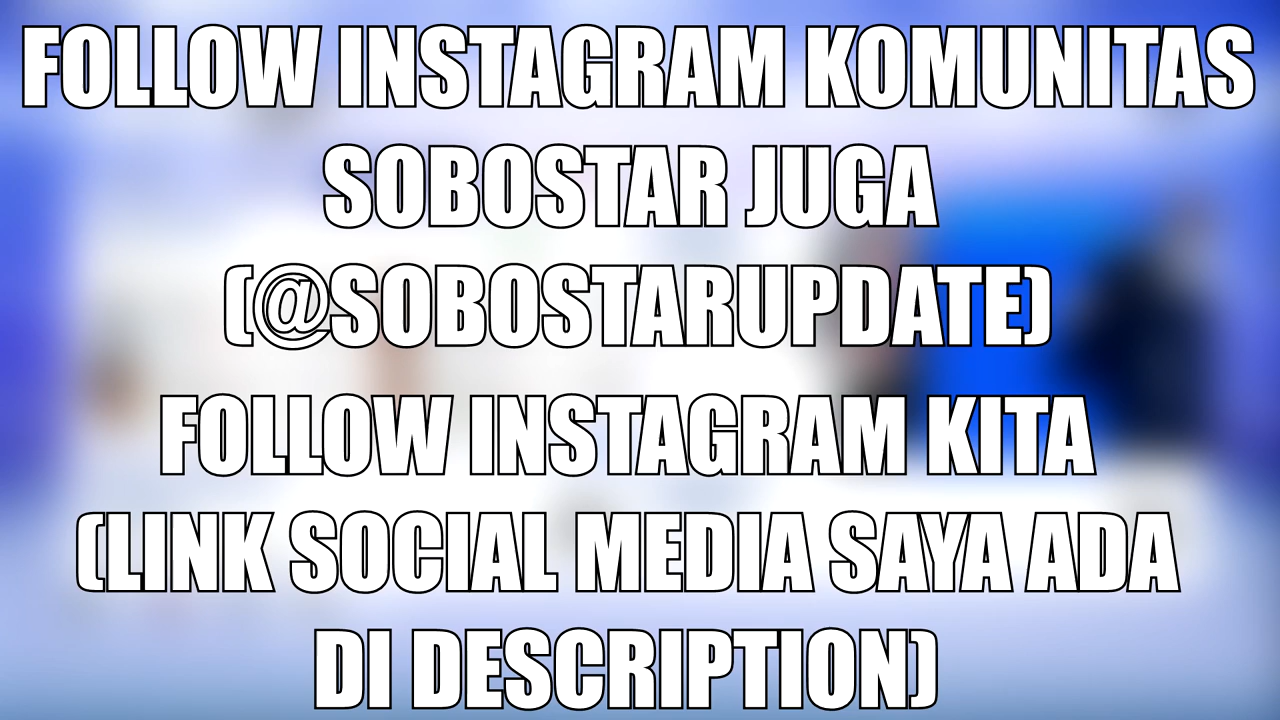 FOLLOW INSTAGRAM KOMUNITAS
SOBOSTAR JUGA
(@SOBOSTARUPDATE)
FOLLOW INSTAGRAM KITA
(LINK SOCIAL MEDIA SAYA ADA
DI DESCRIPTION)